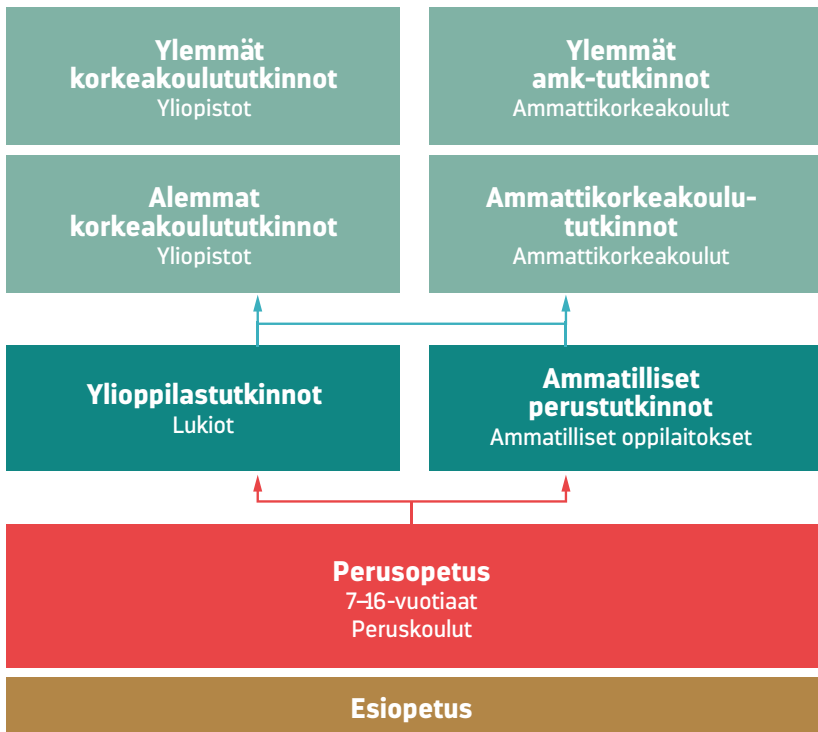 Ylemmät
korkeakoulututkinnot
Yliopistot
Ylemmät
amk-tutkinnot
Ammattikorkeakoulut
Alemmat
korkeakoulututkinnot
Yliopistot
Ammattikorkeakoulu-
tutkinnot
Ammattikorkeakoulut
Ylioppilastutkinnot
Lukiot
Ammatilliset
perustutkinnot
Ammatilliset oppilaitokset
Perusopetus
7–16-vuotiaat
Peruskoulut
Esiopetus